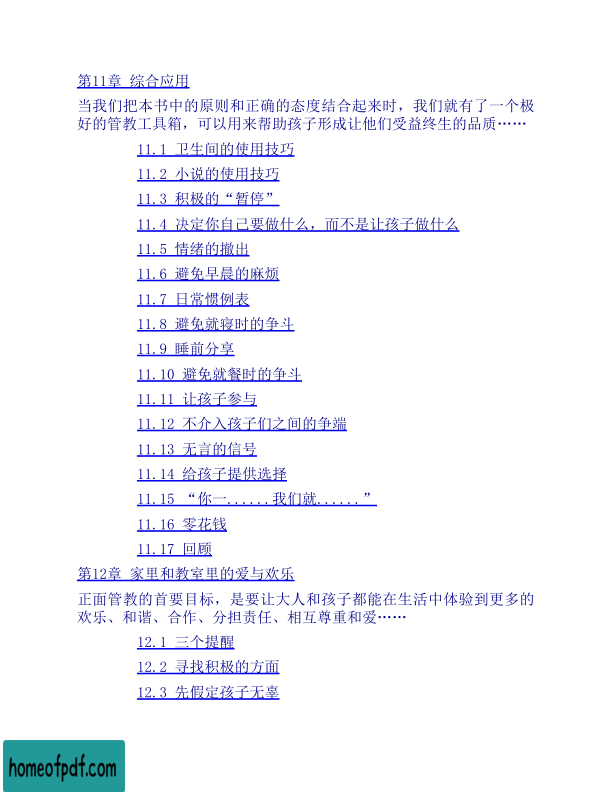 第11章 综合应用
当我们把本书中的原则和正确的态度结合起来时，我们就有了一个极
好的管教工具箱，可以用来帮助孩子形成让他们受益终生的品质……
11.1 卫生间的使用技巧
11.2 小说的使用技巧
11.3 积极的“暂停”
11.4 决定你自己要做什么，而不是让孩子做什么
11.5 情绪的撤出
11.6 避免早晨的麻烦
11.7 日常惯例表
11.8 避免就寝时的争斗
11.9 睡前分享
11.10 避免就餐时的争斗
11.11 让孩子参与
11.12 不介入孩子们之间的争端
11.13 无言的信号
11.14 给孩子提供选择
11.15 “你一......我们就......”
11.16 零花钱
11.17 回顾
第12章 家里和教室里的爱与欢乐
正面管教的首要目标，是要让大人和孩子都能在生活中体验到更多的
欢乐、和谐、合作、分担责任、相互尊重和爱……
12.1 三个提醒
12.2 寻找积极的方面
12.3 先假定孩子无辜
homeofpdf.com